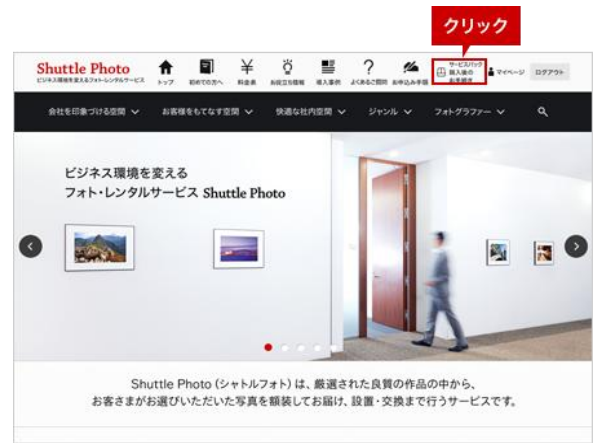 クリック
Shuttle Photo
ビジネス環境を変えるフォト・レンタルサービス
トップ
初めての方へ
料金表
お役立ち情報
導入事例
よくあるご質問
お申込み手順
サービスパック
購入後の
お手続き
マイページ
ログアウト
会社を印象づける空間
お客様をもてなす空間
快適な社内空間
ジャンル
フォトグラファー
ビジネス環境を変える
フォト・レンタルサービス Shuttle Photo
Shuttle Photo（シャトルフォト）は、厳選された良質の作品の中から、
お客さまがお選びいただいた写真を額装してお届け、設置・交換まで行うサービスです。